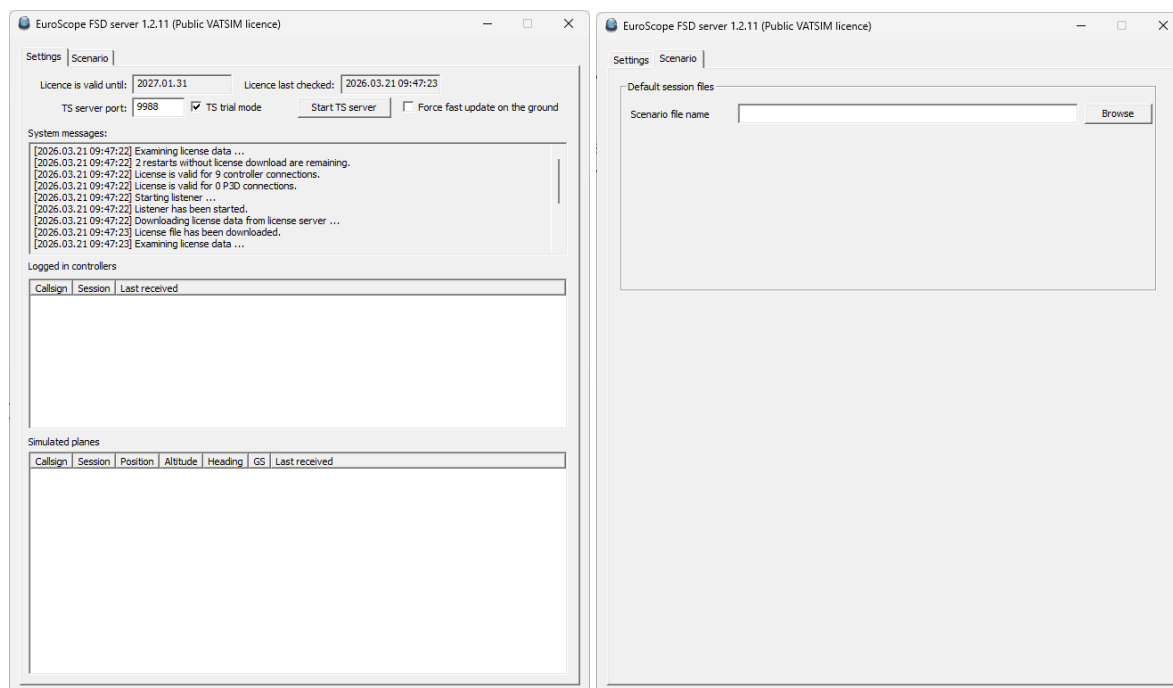 EuroScope FSD server 1.2.11 (Public VATSIM licence)
Settings Scenario
Licence is valid until: 2027.01.31 Licence last checked: 2026.03.21 09:47:23
TS server port: 9988 TS trial mode Start TS server Force fast update on the ground
System messages:
[2026.03.21 09:47:22] Examining license data ...
[2026.03.21 09:47:22] 2 restarts without license download are remaining.
[2026.03.21 09:47:22] License is valid for 9 controller connections.
[2026.03.21 09:47:22] License is valid for 0 P3D connections.
[2026.03.21 09:47:22] Starting listener ...
[2026.03.21 09:47:22] Listener has been started.
[2026.03.21 09:47:22] Downloading license data from license server ...
[2026.03.21 09:47:23] License file has been downloaded.
[2026.03.21 09:47:23] Examining license data ...
Logged in controllers
Callsign Session Last received
Simulated planes
Callsign Session Position Altitude Heading GS Last received
EuroScope FSD server 1.2.11 (Public VATSIM licence)
Settings Scenario
Default session files
Scenario file name Browse